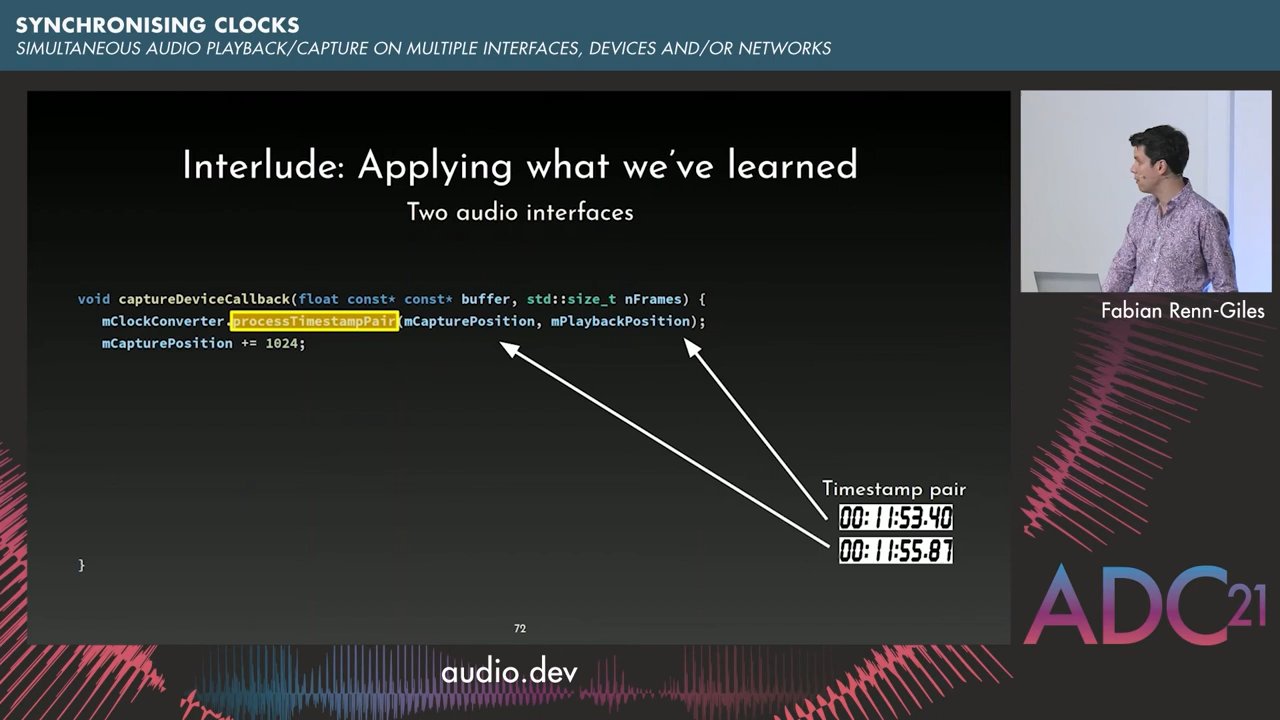 SYNCHRONISING CLOCKS
SIMULTANEOUS AUDIO PLAYBACK/CAPTURE ON MULTIPLE INTERFACES, DEVICES AND/OR NETWORKS
Interlude: Applying what we've learned
Two audio interfaces
void captureDeviceCallback(float const* const* buffer, std::size_t nFrames) {
mClockConverter.processTimestampPair(mCapturePosition, mPlaybackPosition);
mCapturePosition += 1024;
Timestamp pair
00:11:53.40
00:11:55.87
}
72
Fabian Renn-Giles
ADC21
audio.dev